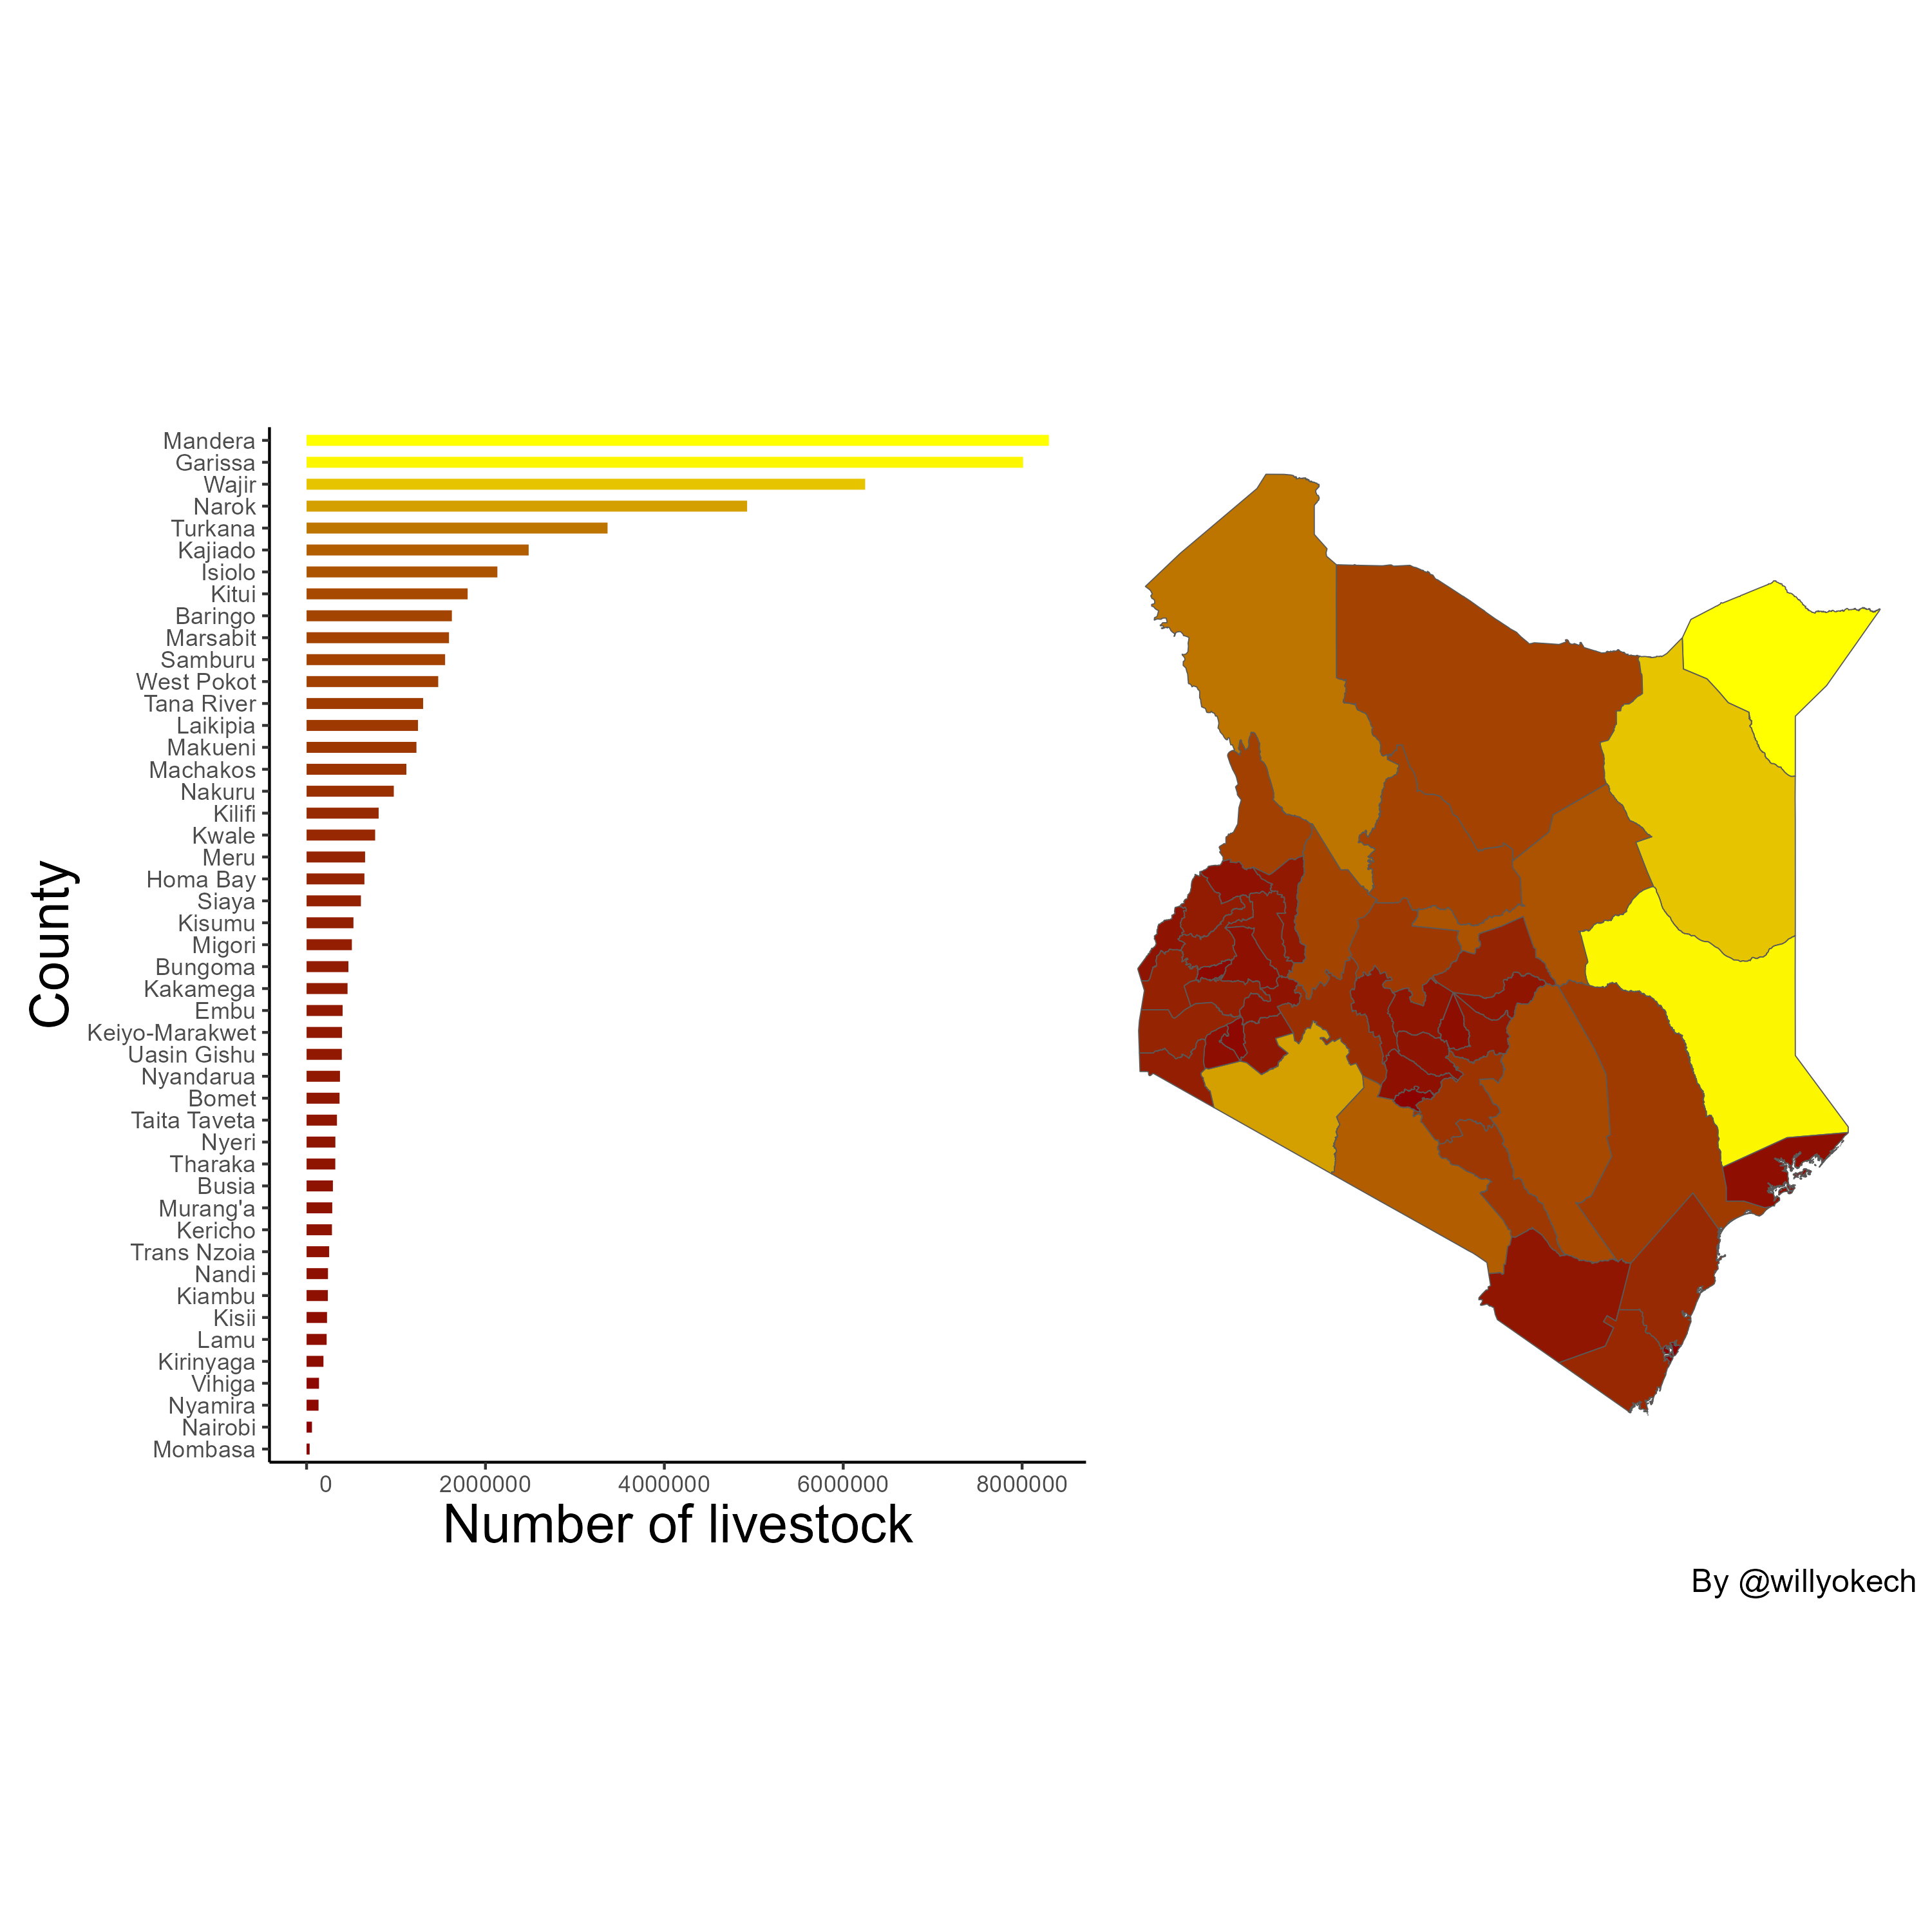 Mandera
Garissa
Wajir
Narok
Turkana
Kajiado
Isiolo
Kitui
Baringo
Marsabit
Samburu
West Pokot
Tana River
Laikipia
Makueni
Machakos
Nakuru
Kilifi
Kwale
Meru
Homa Bay
Siaya
Kisumu
Migori
Bungoma
Kakamega
Embu
Keiyo-Marakwet
Uasin Gishu
Nyandarua
Bomet
Taita Taveta
Nyeri
Tharaka
Busia
Murang'a
Kericho
Trans Nzoia
Nandi
Kiambu
Kisii
Lamu
Kirinyaga
Vihiga
Nyamira
Nairobi
Mombasa
County
0 2000000 4000000 6000000 8000000
Number of livestock
By @willyokech